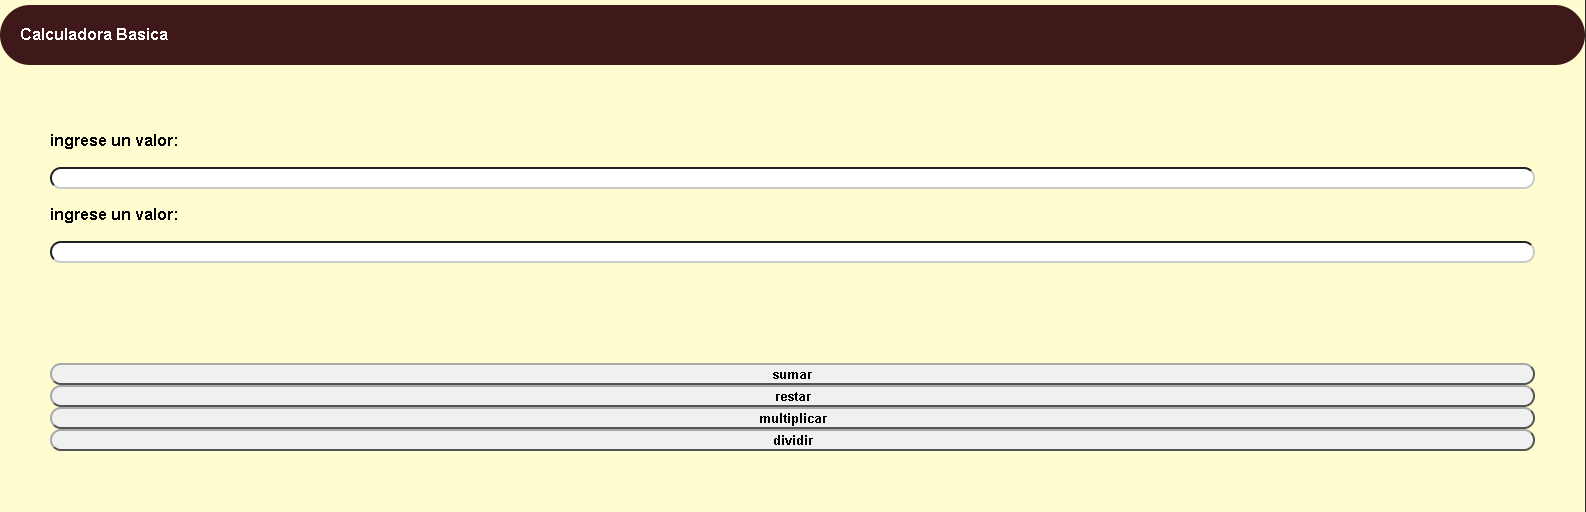 Calculadora Basica
ingrese un valor:
ingrese un valor:
sumar
restar
multiplicar
dividir